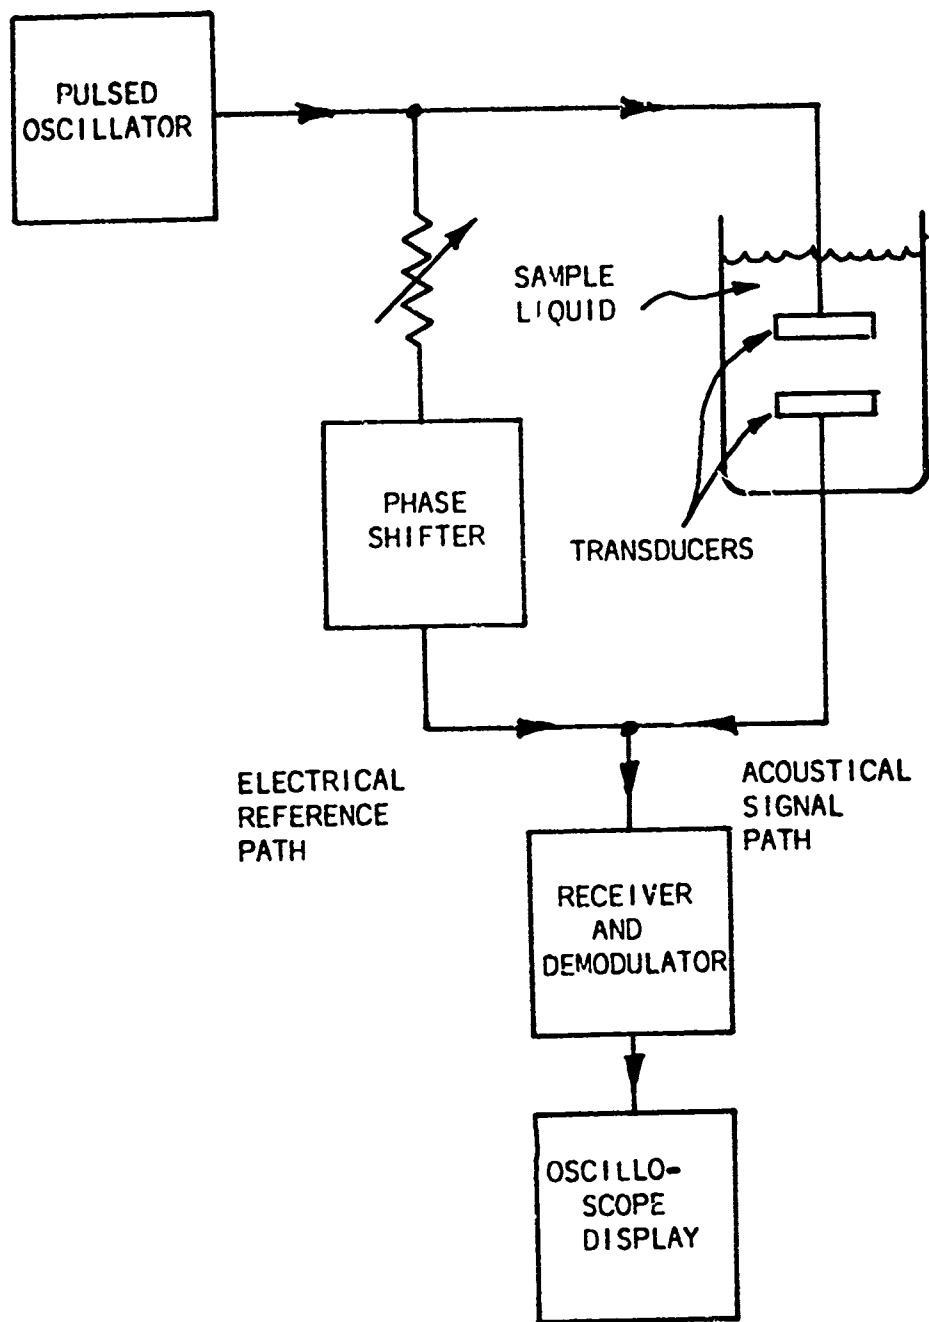 PULSED
OSCILLATOR
SAMPLE
LIQUID
PHASE
SHIFTER
TRANSDUCERS
ELECTRICAL
REFERENCE
PATH
ACOUSTICAL
SIGNAL
PATH
RECEIVER
AND
DEMODULATOR
OSCILLO-
SCOPE
DISPLAY